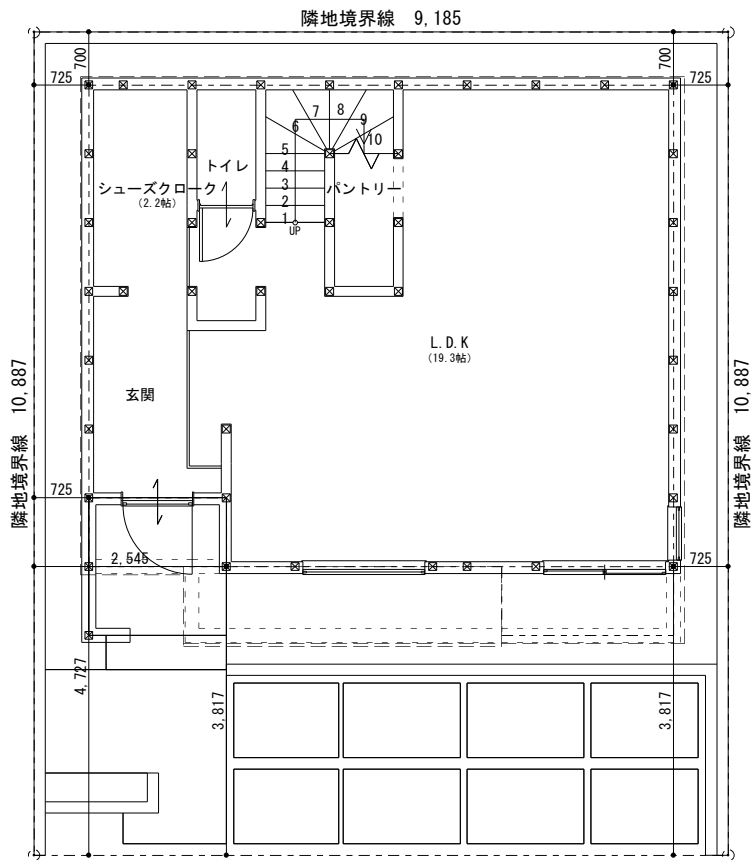 隣地境界線 9,185
700
700
725
725
7
8
6
9
10
5
4
3
2
1
UP
トイレ
シューズクローク
(2.2帖)
パントリー
L.D.K
(19.3帖)
玄関
隣地境界線 10,887
隣地境界線 10,887
725
2,545
725
4,727
3,817
3,817